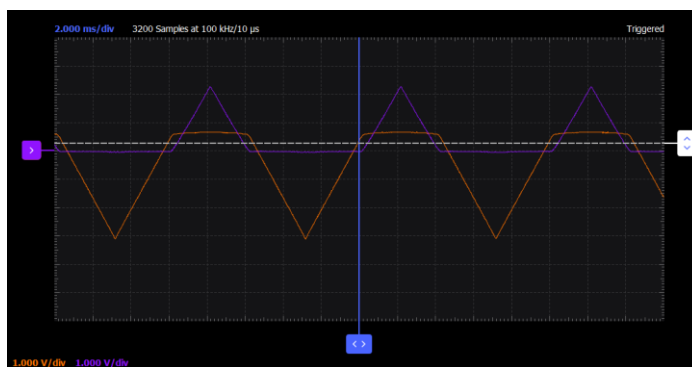 2.000 ms/div 3200 Samples at 100 kHz/10 µs Triggered
1.000 V/div 1.000 V/div